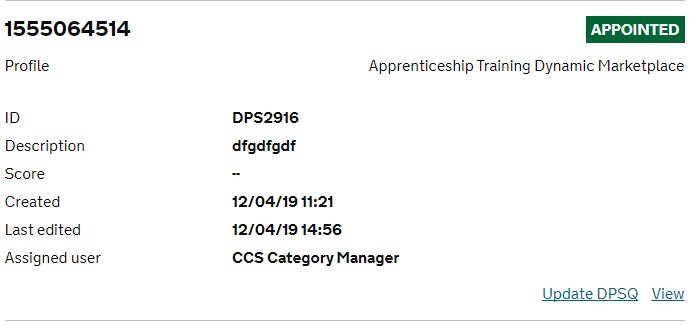 1555064514 APPOINTED
Profile Apprenticeship Training Dynamic Marketplace
ID DPS2916
Description dfgdfgdf
Score --
Created 12/04/19 11:21
Last edited 12/04/19 14:56
Assigned user CCS Category Manager
Update DPSQ View